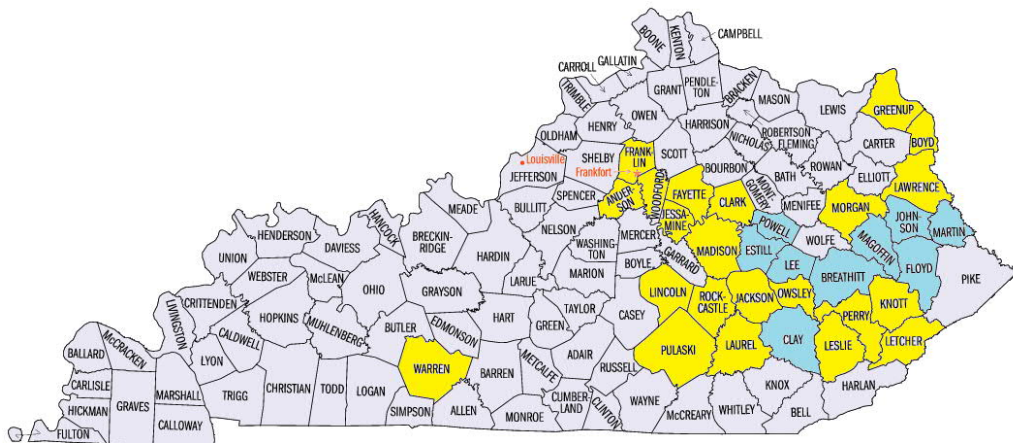 BOONE
KENTON
CAMPBELL
GALLATIN
CARROLL
TRIMBLE
GRANT
PENDLE-
TON
BRACKEN
MASON
LEWIS
GREENUP
OWEN
HENRY
OLDHAM
HARRISON
ROBERTSON
FLEMING
NICHOLAS
CARTER
BOYD
ROWAN
FRANK-
LIN
SHELBY
SCOTT
BOURBON
BATH
ELLIOTT
Louisville
JEFFERSON
Frankfort
WOODFORD
FAYETTE
CLARK
MONT-
GOMERY
MENIFEE
MORGAN
LAWRENCE
SPENCER
ANDER-
SON
JESSA-
MINE
BULLITT
POWELL
WOLFE
MAGOFFIN
JOHN-
SON
MARTIN
MEADE
NELSON
WASHING-
TON
MERCER
GARRARD
MADISON
ESTILL
LEE
BREATHITT
FLOYD
PIKE
HANCOCK
BRECKIN-
RIDGE
HARDIN
BOYLE
MARION
LARUE
HENDERSON
DAVIESS
UNION
WEBSTER
McLEAN
OHIO
GRAYSON
LINCOLN
ROCK-
CASTLE
JACKSON
OWSLEY
PERRY
KNOTT
CRITTENDEN
LIVINGSTON
HOPKINS
MUHLENBERG
BUTLER
EDMONSON
HART
GREEN
TAYLOR
CASEY
PULASKI
LAUREL
CLAY
LESLIE
LETCHER
BALLARD
McCRACKEN
LYON
CALDWELL
WARREN
BARREN
METCALFE
ADAIR
RUSSELL
KNOX
HARLAN
CARLISLE
GRAVES
MARSHALL
TRIGG
CHRISTIAN
TODD
LOGAN
SIMPSON
ALLEN
MONROE
CUMBER
LAND
CLINTON
WAYNE
McCREARY
WHITLEY
BELL
HICKMAN
CALLOWAY
FULTON